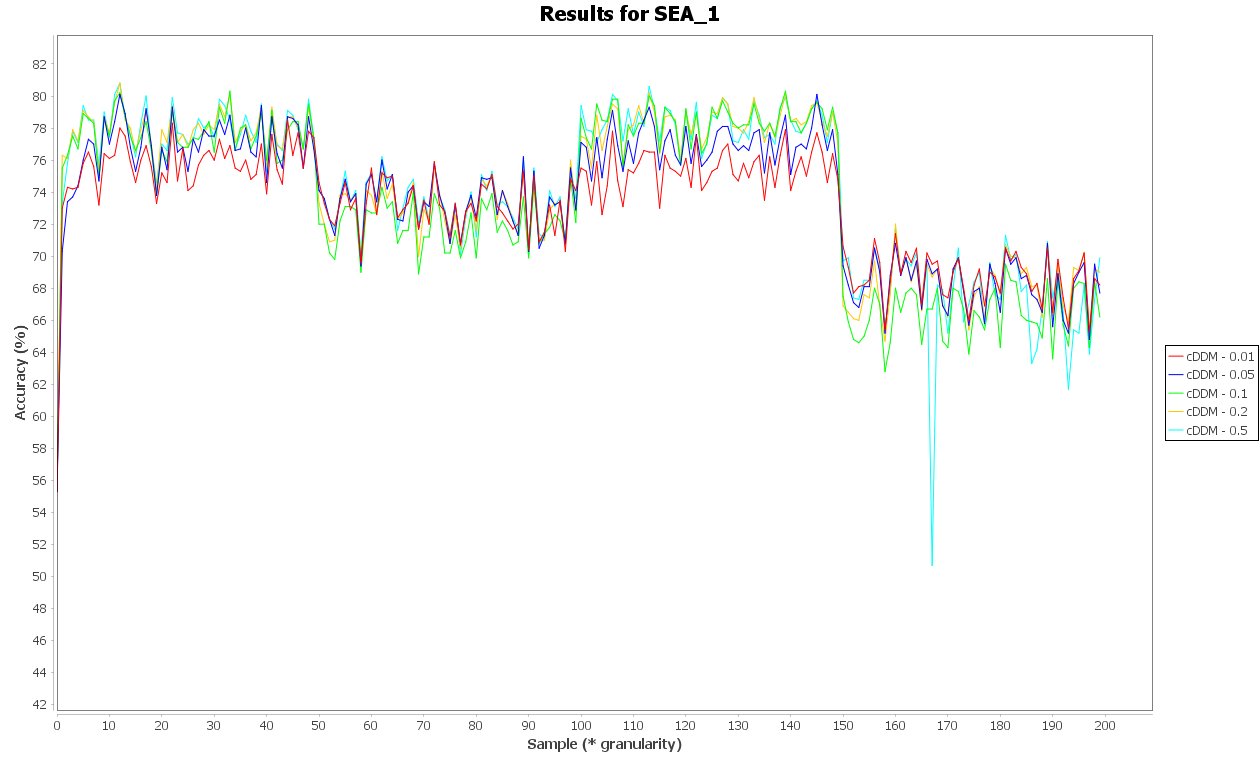 Results for SEA_1
Accuracy (%)
82
80
78
76
74
72
70
68
66
64
62
60
58
56
54
52
50
48
46
44
42
0 10 20 30 40 50 60 70 80 90 100 110 120 130 140 150 160 170 180 190 200
Sample (* granularity)
cDDM - 0.01
cDDM - 0.05
cDDM - 0.1
cDDM - 0.2
cDDM - 0.5